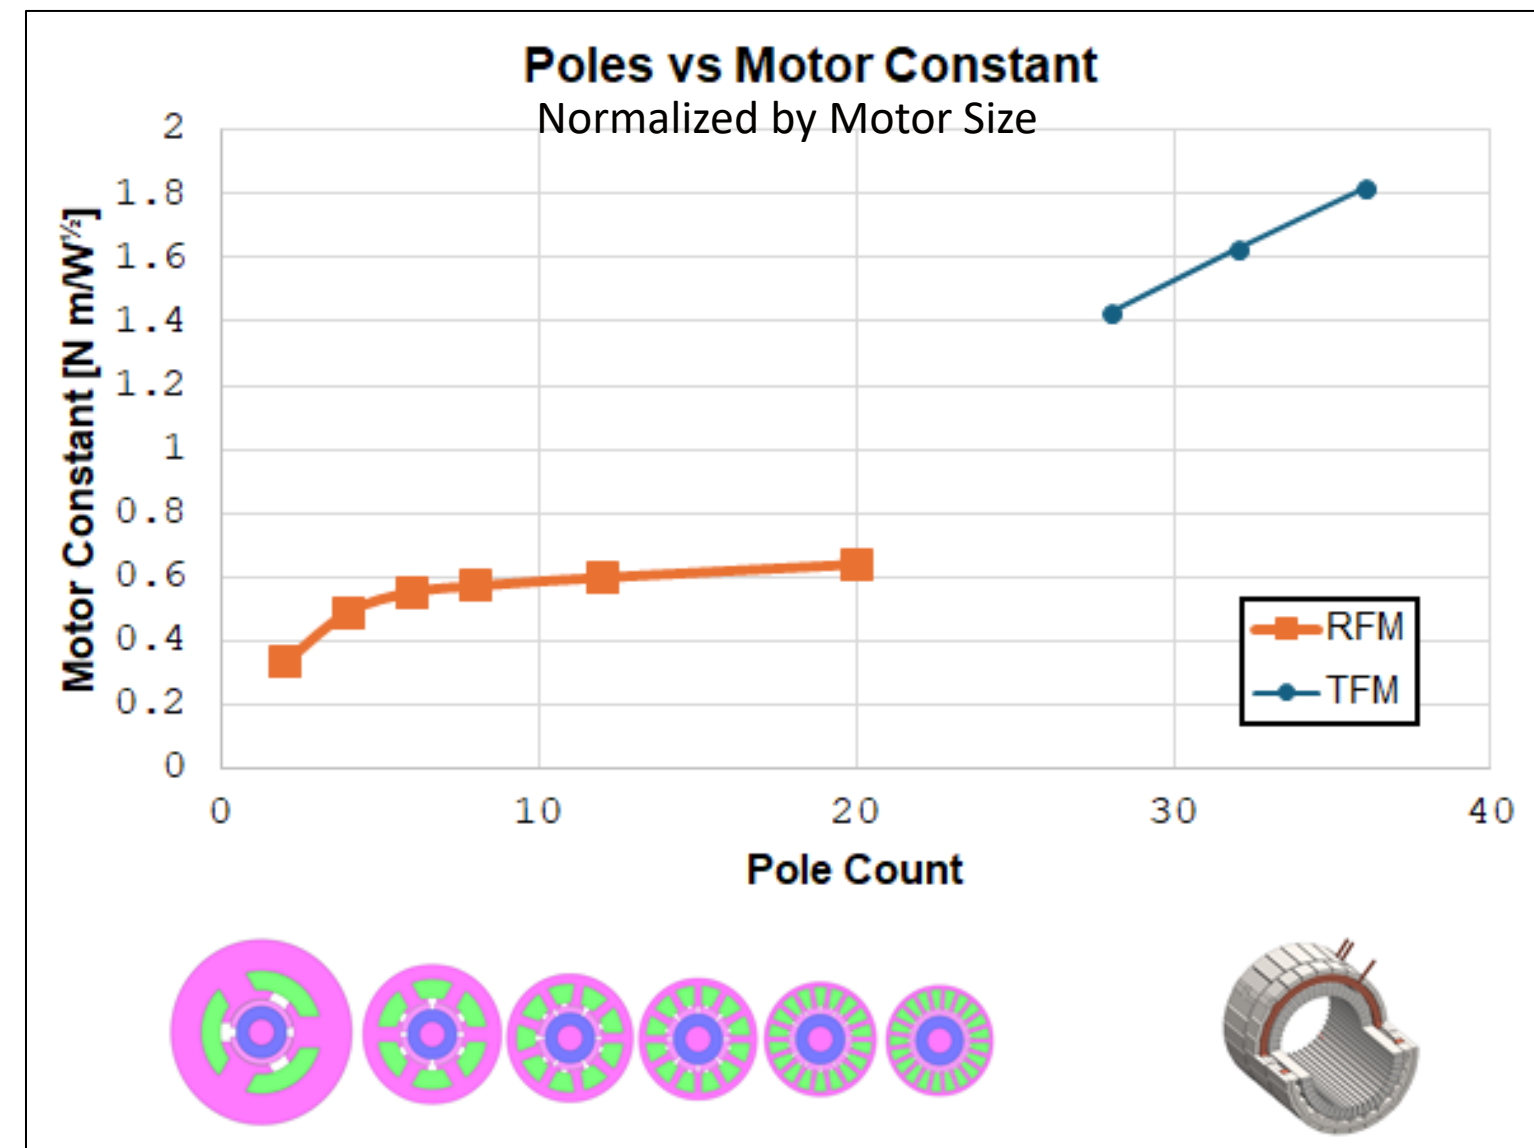 Poles vs Motor Constant
Normalized by Motor Size
Motor Constant [N m/W½]
2
1.8
1.6
1.4
1.2
1
0.8
0.6
0.4
0.2
0
0 10 20 30 40
Pole Count
RFM
TFM